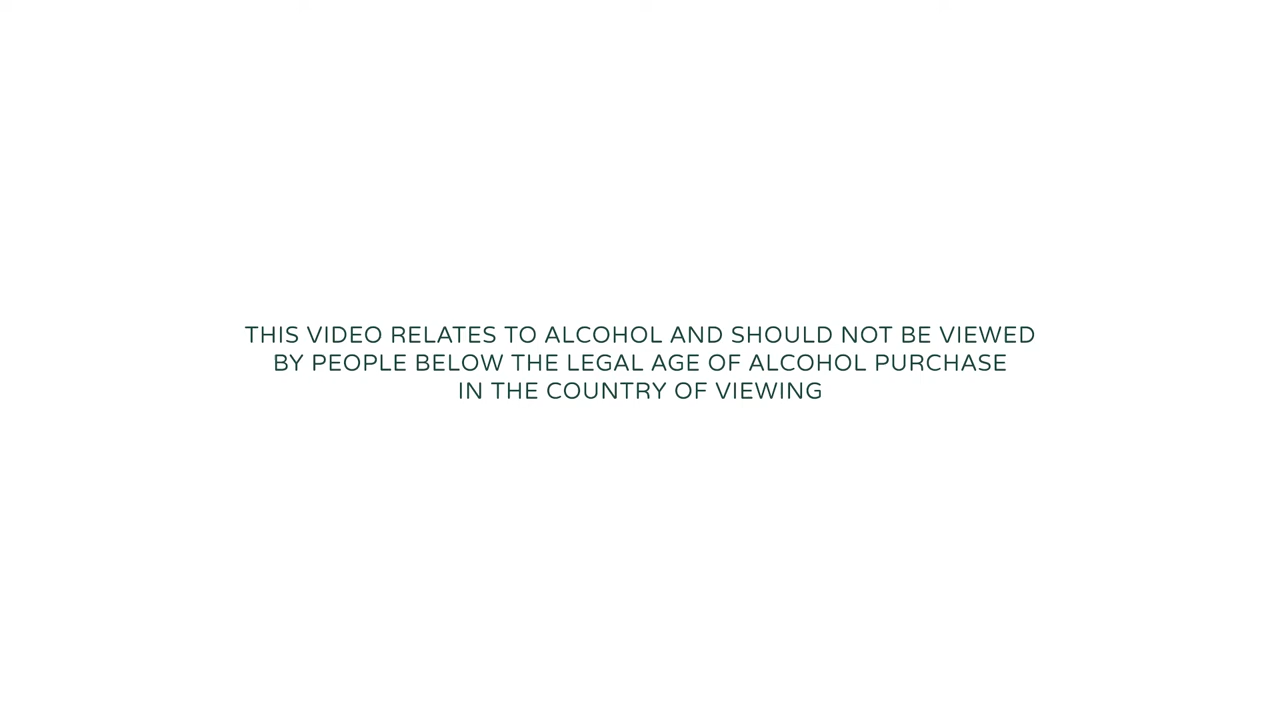 THIS VIDEO RELATES TO ALCOHOL AND SHOULD NOT BE VIEWED
BY PEOPLE BELOW THE LEGAL AGE OF ALCOHOL PURCHASE
IN THE COUNTRY OF VIEWING